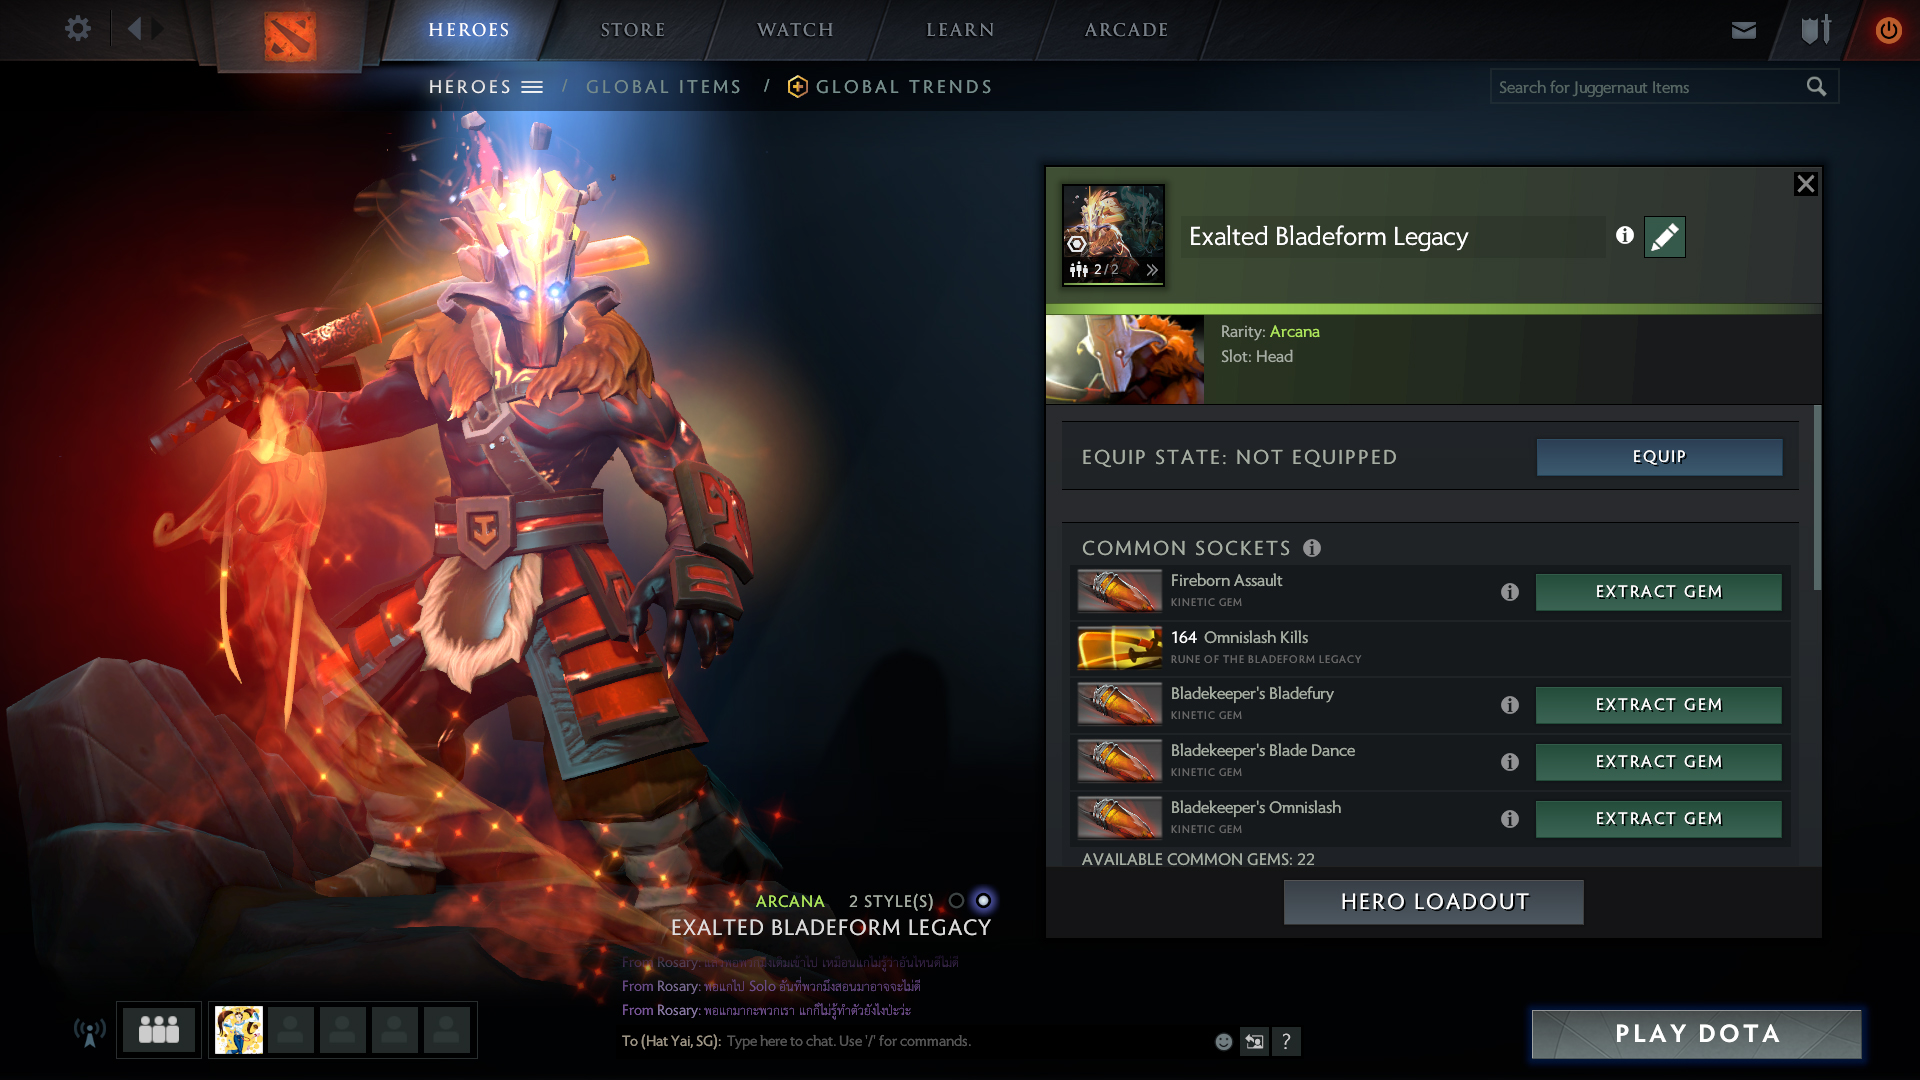 HEROES
STORE
WATCH
LEARN
ARCADE
HEROES / GLOBAL ITEMS / GLOBAL TRENDS
Search for Juggernaut Items
Exalted Bladeform Legacy
2/2
Rarity: Arcana
Slot: Head
EQUIP STATE: NOT EQUIPPED
EQUIP
COMMON SOCKETS
Fireborn Assault
KINETIC GEM
EXTRACT GEM
164 Omnislash Kills
RUNE OF THE BLADEFORM LEGACY
Bladekeeper's Bladefury
KINETIC GEM
EXTRACT GEM
Bladekeeper's Blade Dance
KINETIC GEM
EXTRACT GEM
Bladekeeper's Omnislash
KINETIC GEM
EXTRACT GEM
AVAILABLE COMMON GEMS: 22
HERO LOADOUT
ARCANA 2 STYLE(S)
EXALTED BLADEFORM LEGACY
From Rosary:
From Rosary: พอแกไป Solo อันที่พวกมึงสอนมาอาจจะไม่ดี
From Rosary: พอแกมากะพวกเรา แกก็ไม่รู้ทำตัวยังไงปะว่ะ
To (Hat Yai, SG): Type here to chat. Use '/' for commands.
?
PLAY DOTA